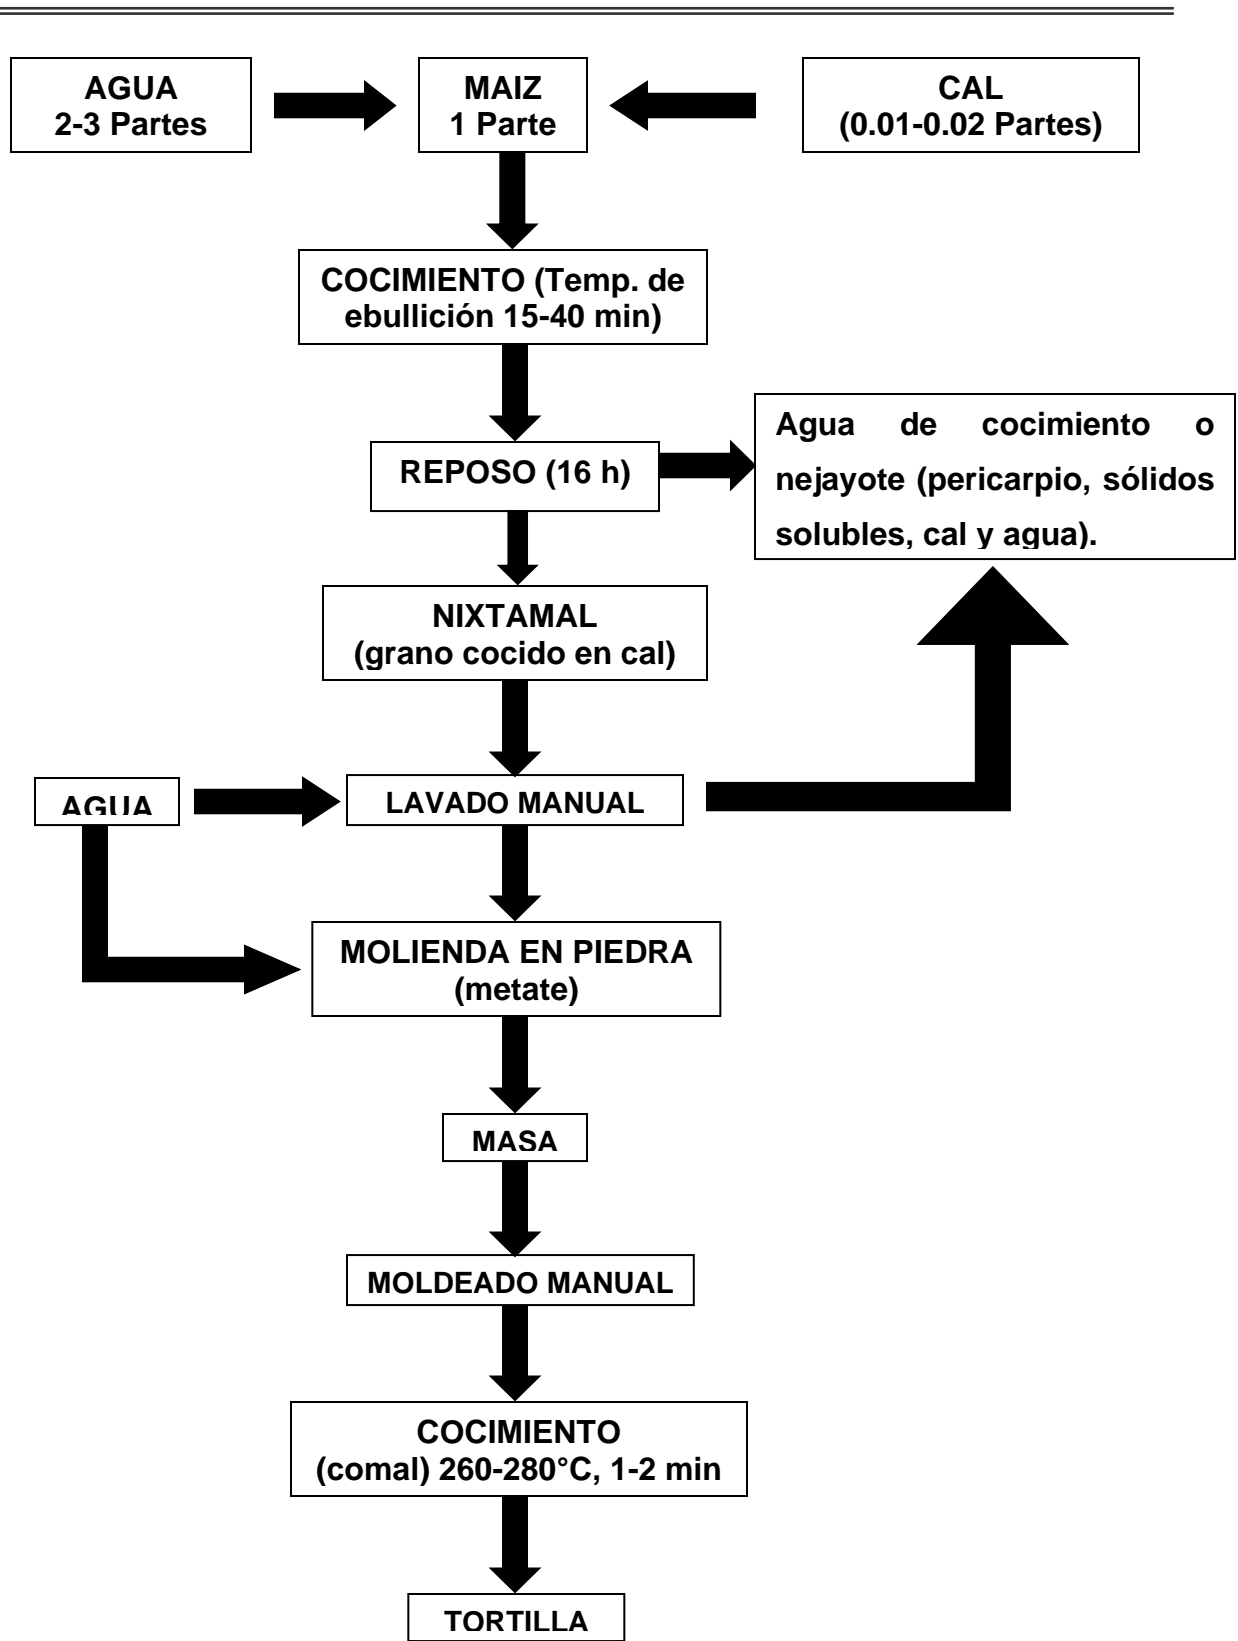 AGUA
2-3 Partes
MAIZ
1 Parte
CAL
(0.01-0.02 Partes)
COCIMIENTO (Temp. de
ebullición 15-40 min)
REPOSO (16 h)
Agua de cocimiento o
nejayote (pericarpio, sólidos
solubles, cal y agua).
NIXTAMAL
(grano cocido en cal)
AGUA
LAVADO MANUAL
MOLIENDA EN PIEDRA
(metate)
MASA
MOLDEADO MANUAL
COCIMIENTO
(comal) 260-280°C, 1-2 min
TORTILLA